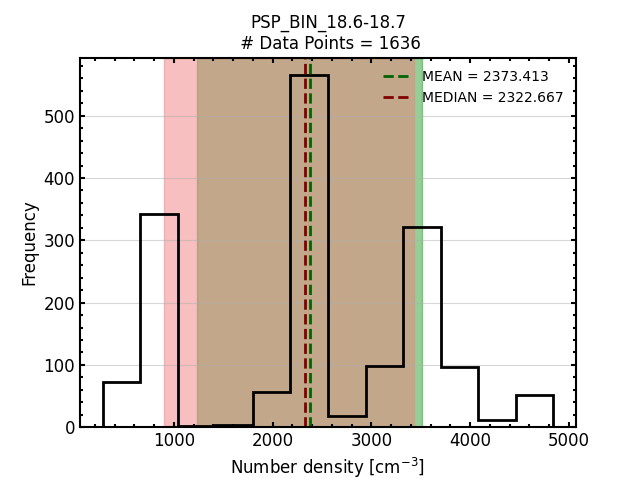 PSP_BIN_18.6-18.7
# Data Points = 1636
MEAN = 2373.413
MEDIAN = 2322.667
Frequency
500
400
300
200
100
0
1000 2000 3000 4000 5000
Number density [cm⁻³]